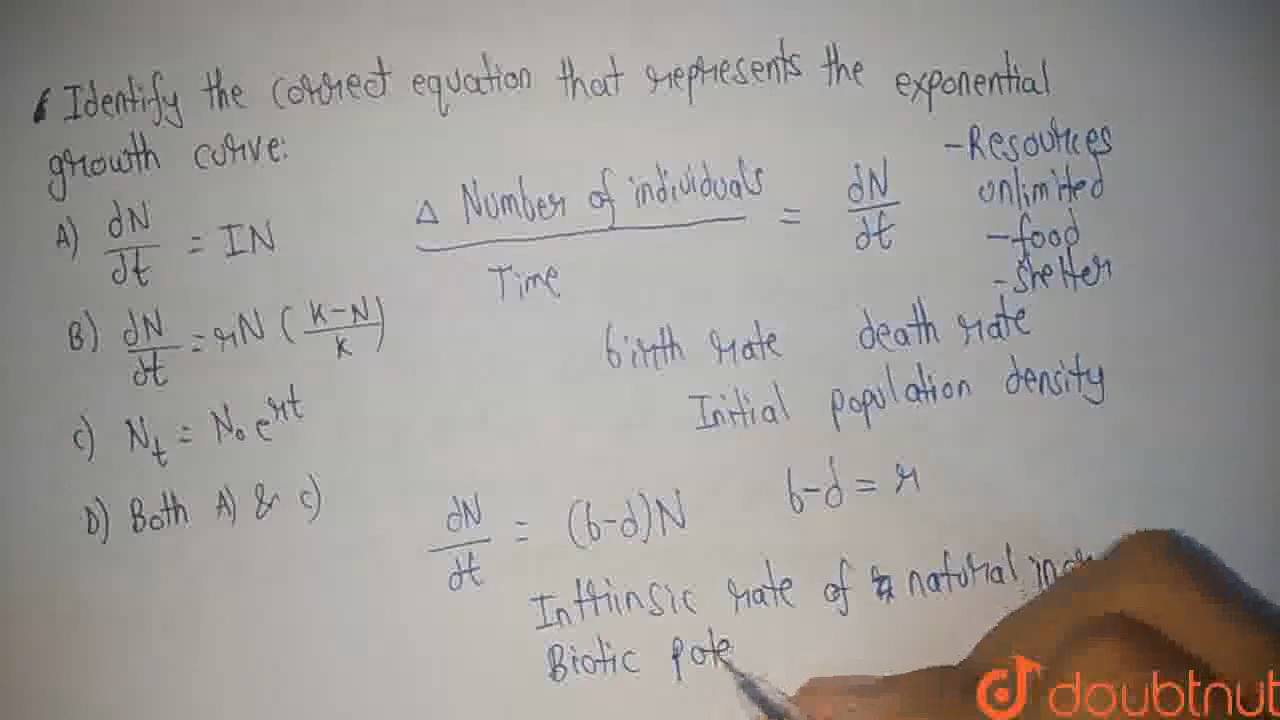 Identify the correct equation that represents the exponential
growth curve:
A) dN/dt = IN
B) dN/dt = rN (K-N/K)
C) N_t = N_0 e^rt
D) Both A) & C)
Δ Number of individuals / Time = dN/dt
- Resources
unlimited
- food
- Shelter
birth rate death rate
Initial population density
dN/dt = (b-d)N b-d = r
Intrinsic rate of natural
Biotic pote
doubtnut